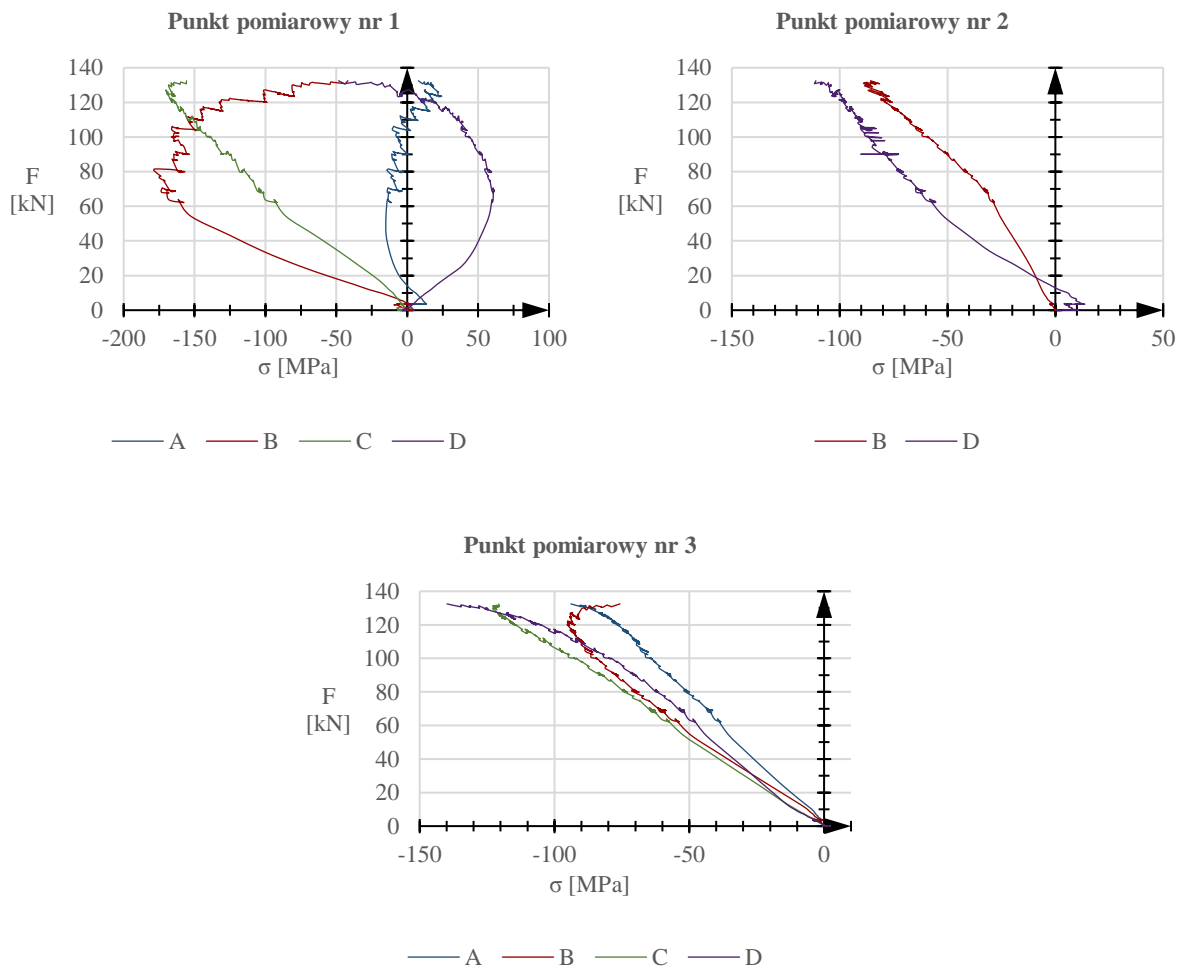 Punkt pomiarowy nr 1
140
120
100
80
60
40
20
0
F
[kN]
-200 -150 -100 -50 0 50 100
σ [MPa]
A B C D
Punkt pomiarowy nr 2
140
120
100
80
60
40
20
0
F
[kN]
-150 -100 -50 0 50
σ [MPa]
B D
Punkt pomiarowy nr 3
140
120
100
80
60
40
20
0
F
[kN]
-150 -100 -50 0
σ [MPa]
A B C D